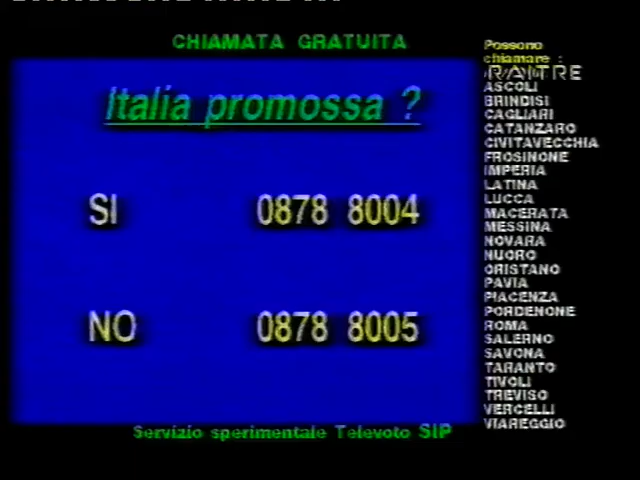 CHIAMATA GRATUITA
Italia promossa ?
SI 0878 8004
NO 0878 8005
Servizio sperimentale Televoto SIP
Possono
chiamare :
RAITRE
ASCOLI
BRINDISI
CAGLIARI
CATANZARO
CIVITAVECCHIA
FROSINONE
IMPERIA
LATINA
LUCCA
MACERATA
MESSINA
NOVARA
NUORO
ORISTANO
PAVIA
PIACENZA
PORDENONE
ROMA
SALERNO
SAVONA
TARANTO
TIVOLI
TREVISO
VERCELLI
VIAREGGIO